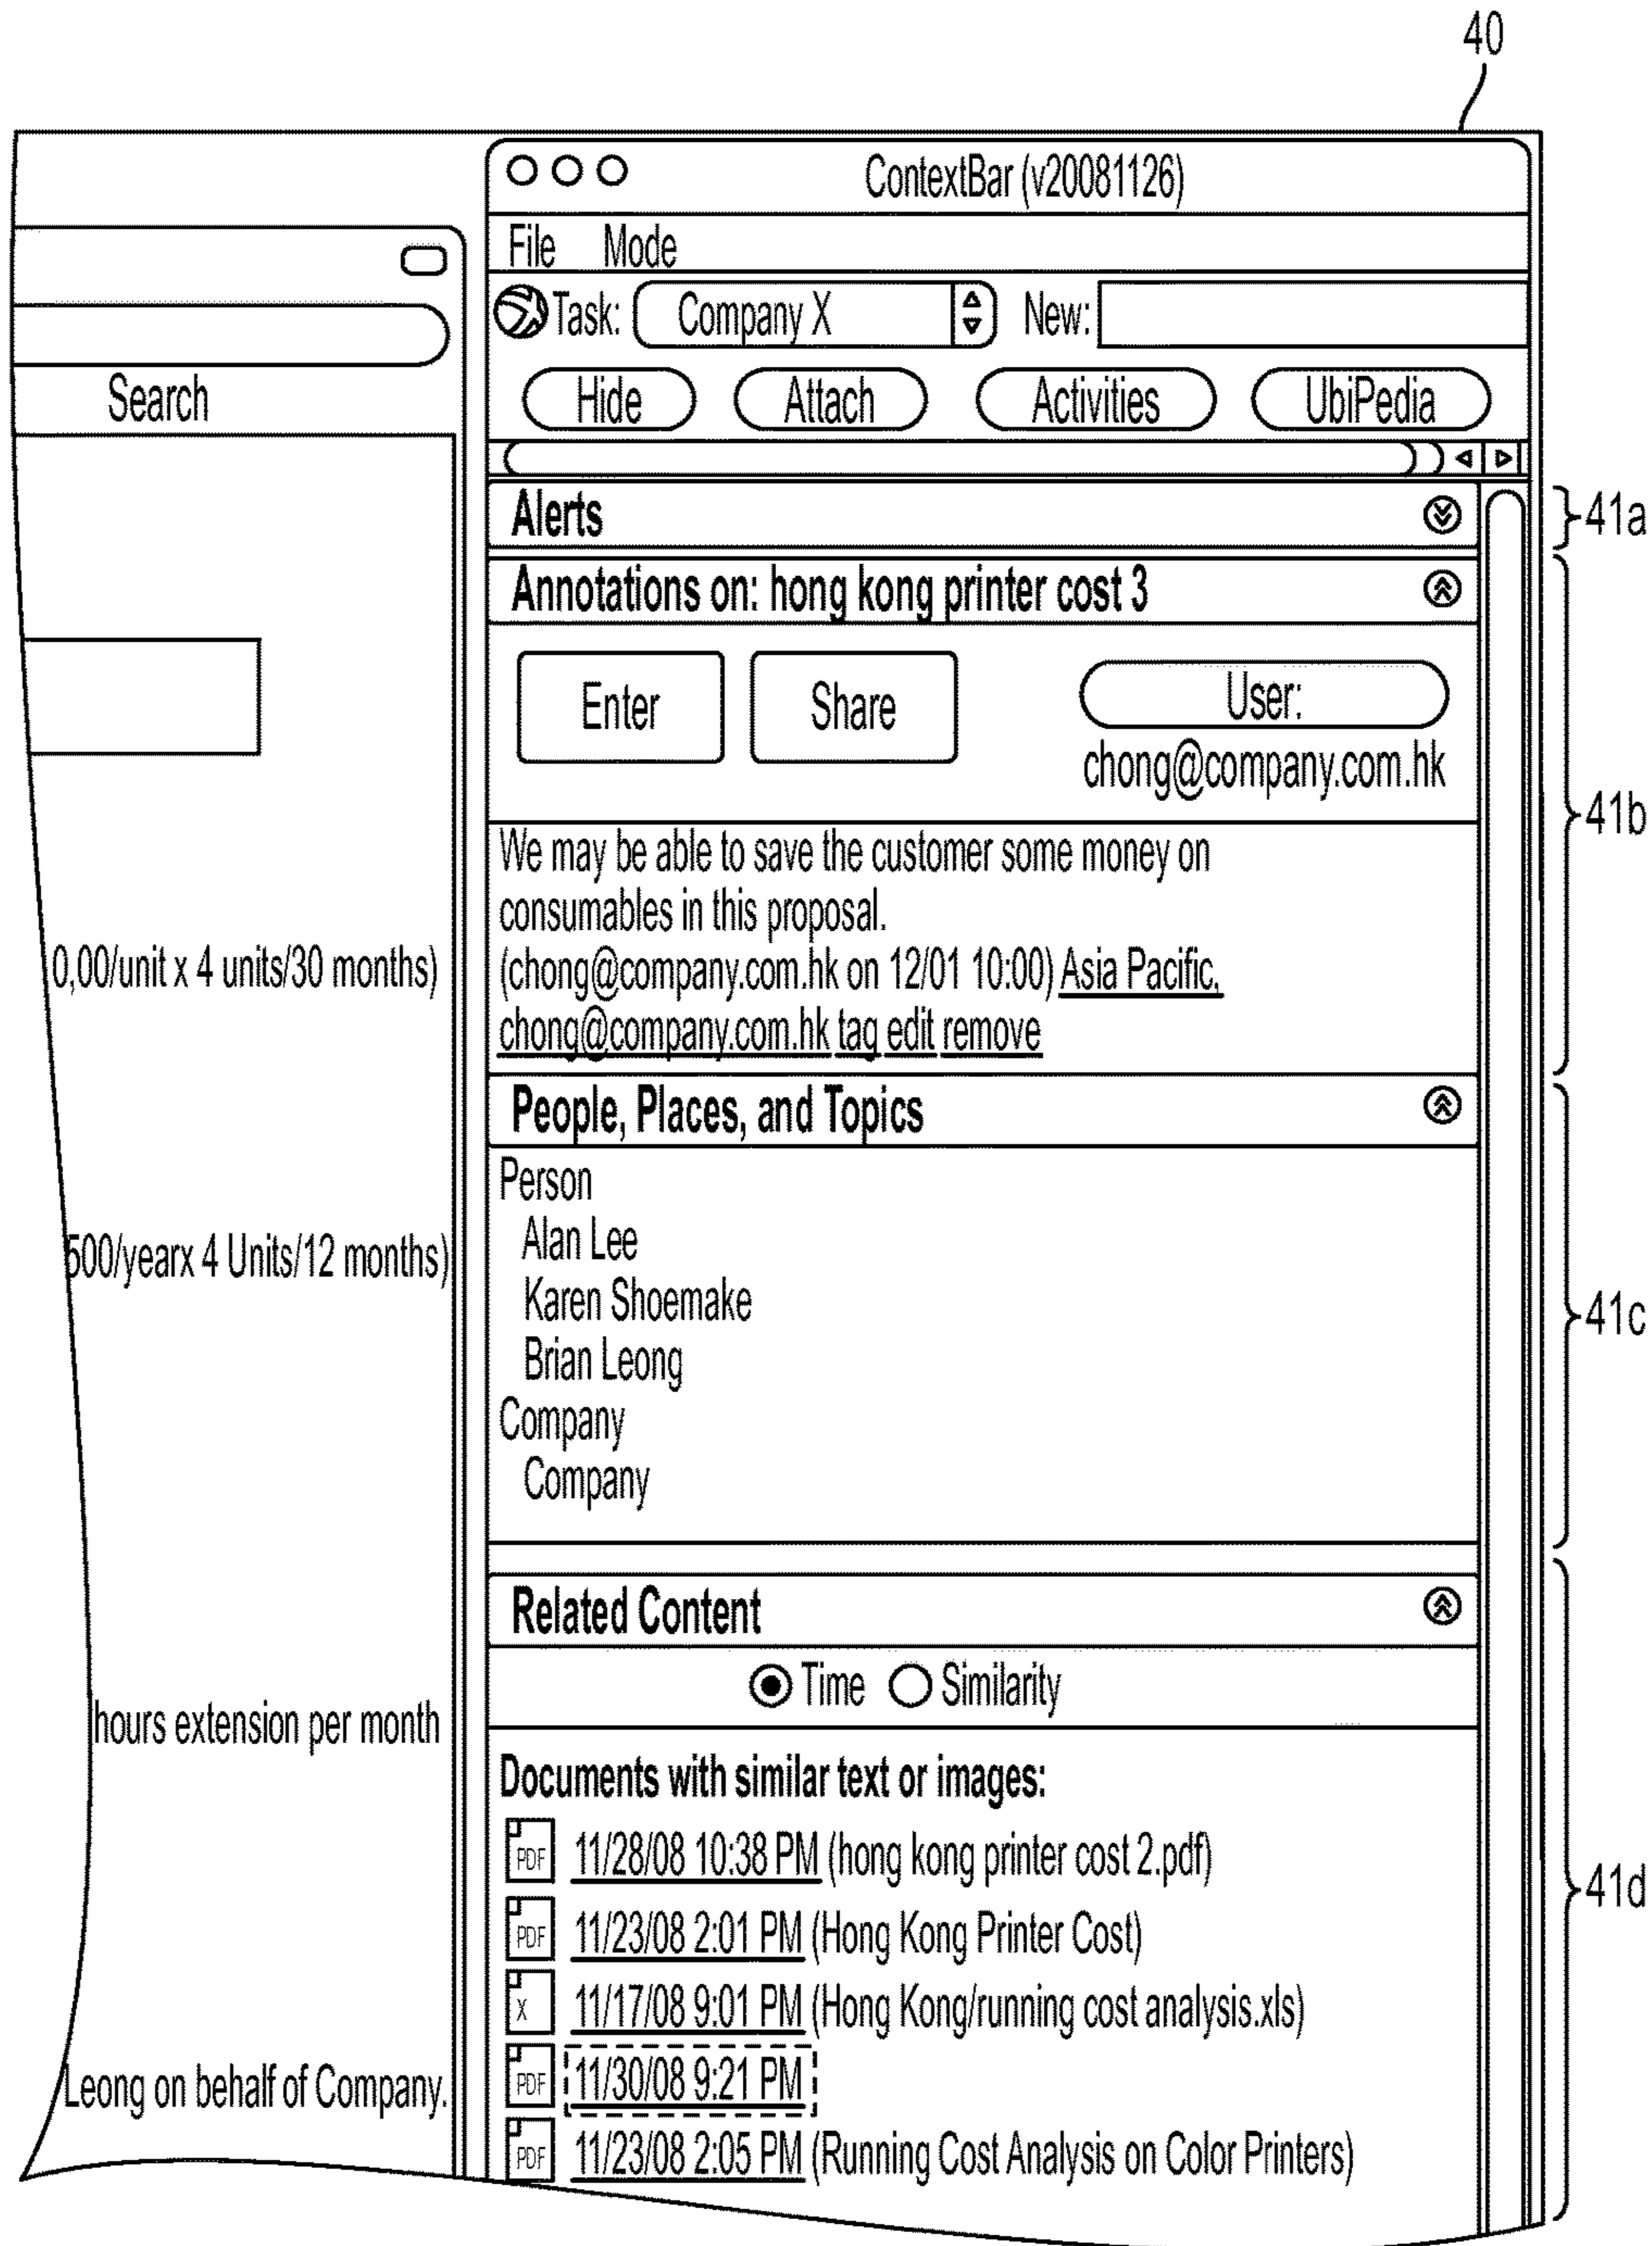 40
ContextBar (v20081126)
File Mode
Task: Company X New:
Search
Hide Attach Activities UbiPedia
Alerts
41a
Annotations on: hong kong printer cost 3
Enter Share User:
chong@company.com.hk
41b
We may be able to save the customer some money on
consumables in this proposal.
(chong@company.com.hk on 12/01 10:00) Asia Pacific,
chong@company.com.hk tag edit remove
0,00/unit x 4 units/30 months)
People, Places, and Topics
Person
Alan Lee
Karen Shoemake
Brian Leong
Company
Company
41c
500/yearx 4 Units/12 months)
Related Content
Time Similarity
hours extension per month
Documents with similar text or images:
PDF 11/28/08 10:38 PM (hong kong printer cost 2.pdf)
PDF 11/23/08 2:01 PM (Hong Kong Printer Cost)
X 11/17/08 9:01 PM (Hong Kong/running cost analysis.xls)
PDF 11/30/08 9:21 PM
PDF 11/23/08 2:05 PM (Running Cost Analysis on Color Printers)
41d
Leong on behalf of Company.